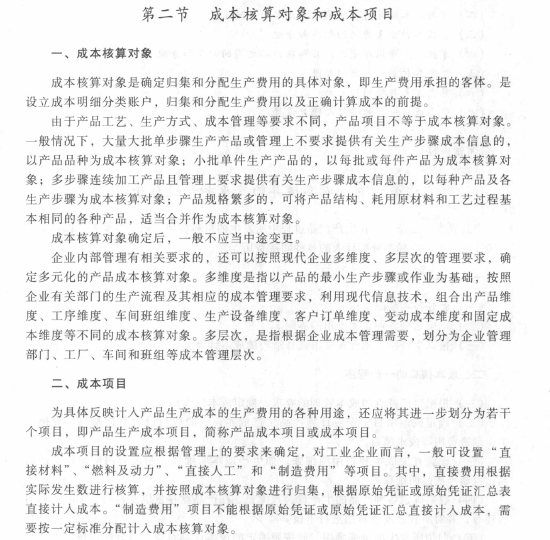 第二节 成本核算对象和成本项目
一、成本核算对象
成本核算对象是确定归集和分配生产费用的具体对象，即生产费用承担的客体。是
设立成本明细分类账户，归集和分配生产费用以及正确计算成本的前提。
由于产品工艺、生产方式、成本管理等要求不同，产品项目不等于成本核算对象。
一般情况下，大量大批单步骤生产产品或管理上不要求提供有关生产步骤成本信息的，
以产品品种为成本核算对象；小批单件生产产品的，以每批或每件产品为成本核算对
象；多步骤连续加工产品且管理上要求提供有关生产步骤成本信息的，以每种产品及各
生产步骤为成本核算对象；产品规格繁多的，可将产品结构、耗用原材料和工艺过程基
本相同的各种产品，适当合并作为成本核算对象。
成本核算对象确定后，一般不应当中途变更。
企业内部管理有相关要求的，还可以按照现代企业多维度、多层次的管理要求，确
定多元化的产品成本核算对象。多维度是指以产品的最小生产步骤或作业为基础，按照
企业有关部门的生产流程及其相应的成本管理要求，利用现代信息技术，组合出产品维
度、工序维度、车间班组维度、生产设备维度、客户订单维度、变动成本维度和固定成
本维度等不同的成本核算对象。多层次，是指根据企业成本管理需要，划分为企业管理
部门、工厂、车间和班组等成本管理层次。
二、成本项目
为具体反映计入产品生产成本的生产费用的各种用途，还应将其进一步划分为若干
个项目，即产品生产成本项目，简称产品成本项目或成本项目。
成本项目的设置应根据管理上的要求来确定，对工业企业而言，一般可设置“直
接材料”、“燃料及动力”、“直接人工”和“制造费用”等项目。其中，直接费用根据
实际发生数进行核算，并按照成本核算对象进行归集，根据原始凭证或原始凭证汇总表
直接计入成本。“制造费用”项目不能根据原始凭证或原始凭证汇总直接计入成本，需
要按一定标准分配计入成本核算对象。